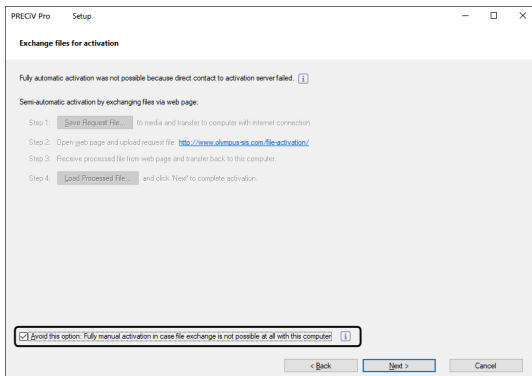 PRECiV Pro Setup
Exchange files for activation
Fully automatic activation was not possible because direct contact to activation server failed. i
Semi-automatic activation by exchanging files via web page:
Step 1: Save Request File... to media and transfer to computer with internet connection.
Step 2: Open web page and upload request file: http://www.olympus-sis.com/file-activation/
Step 3: Receive processed file from web page and transfer back to this computer.
Step 4: Load Processed File... and click 'Next' to complete activation.
Avoid this option: Fully manual activation in case file exchange is not possible at all with this computer i
< Back Next > Cancel